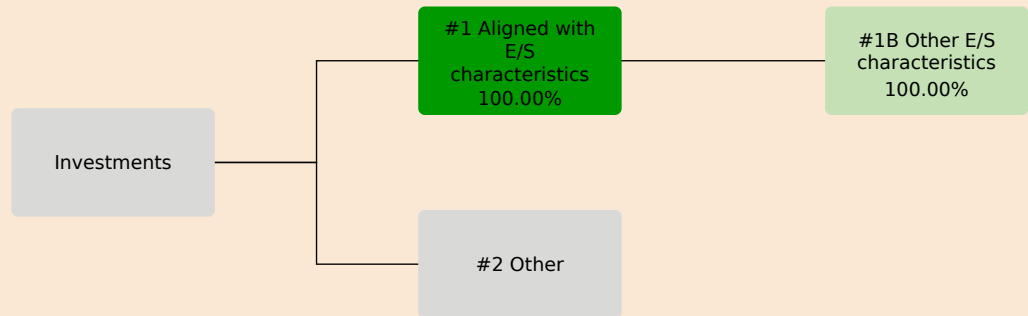 #1 Aligned with
E/S
characteristics
100.00%
#1B Other E/S
characteristics
100.00%
Investments
#2 Other